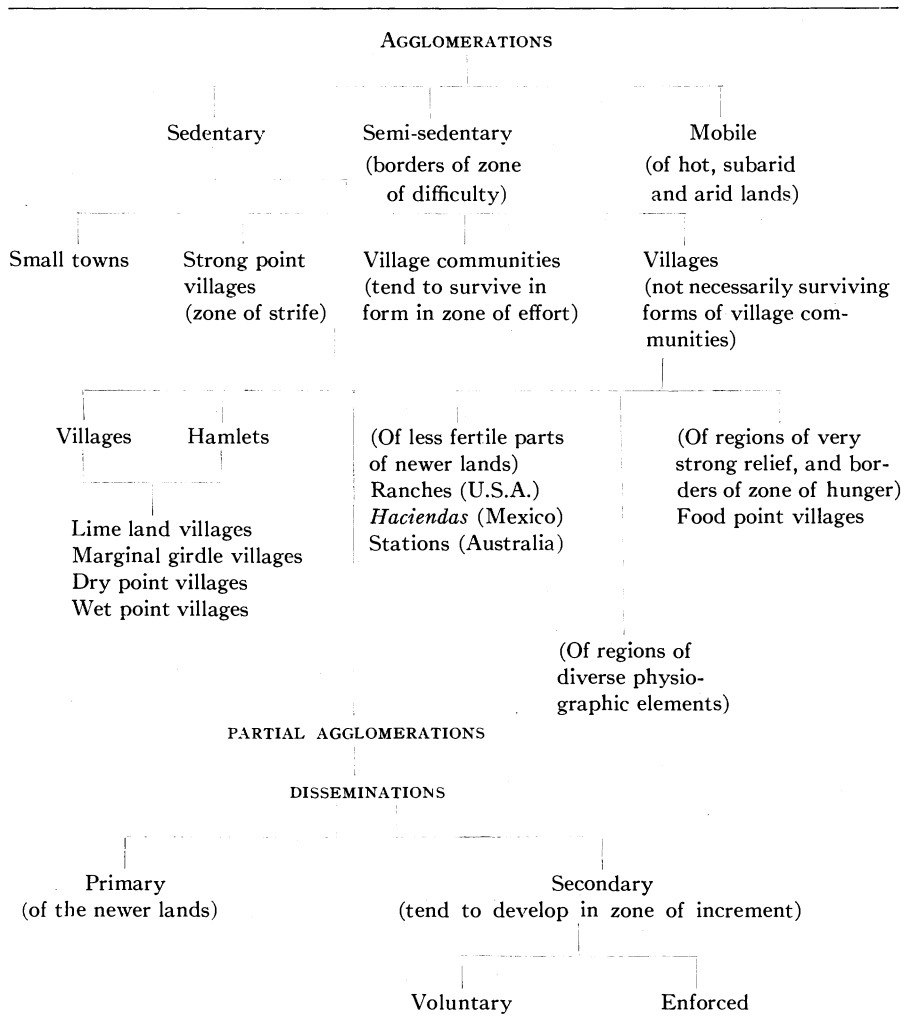 AGGLOMERATIONS
Sedentary
Semi-sedentary
(borders of zone
of difficulty)
Mobile
(of hot, subarid
and arid lands)
Small towns
Strong point
villages
(zone of strife)
Village communities
(tend to survive in
form in zone of effort)
Villages
(not necessarily surviving
forms of village com-
munities)
Villages
Hamlets
Lime land villages
Marginal girdle villages
Dry point villages
Wet point villages
(Of less fertile parts
of newer lands)
Ranches (U.S.A.)
Haciendas (Mexico)
Stations (Australia)
(Of regions of very
strong relief, and bor-
ders of zone of hunger)
Food point villages
(Of regions of
diverse physio-
graphic elements)
PARTIAL AGGLOMERATIONS
DISSEMINATIONS
Primary
(of the newer lands)
Secondary
(tend to develop in zone of increment)
Voluntary
Enforced